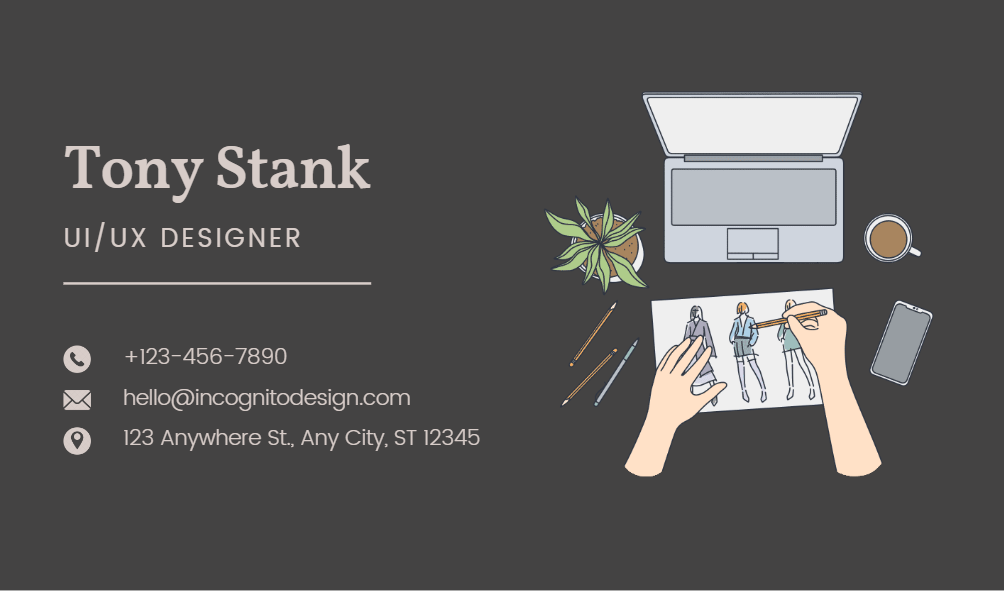 Tony Stank
UI/UX DESIGNER
+123-456-7890
hello@incognitodesign.com
123 Anywhere St., Any City, ST 12345